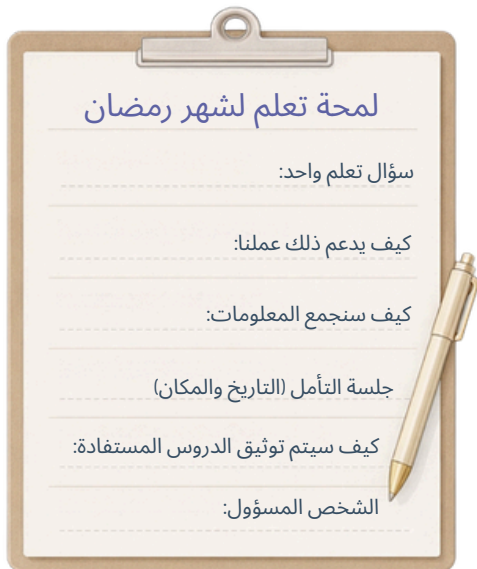 لمحة تعلم لشهر رمضان
سؤال تعلم واحد:
كيف يدعم ذلك عملنا:
كيف سنجمع المعلومات:
جلسة التأمل (التاريخ والمكان)
كيف سيتم توثيق الدروس المستفادة:
الشخص المسؤول: